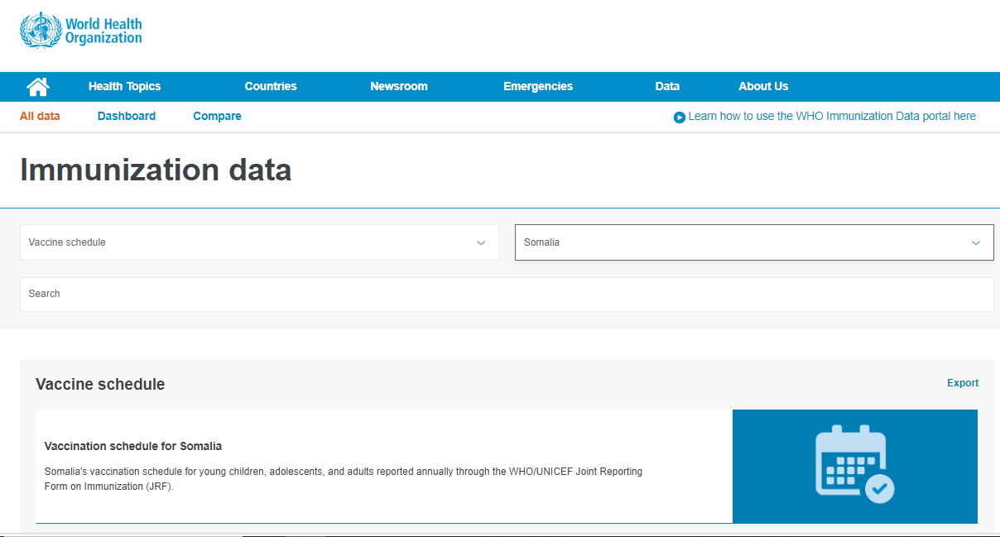 World Health
Organization
Health Topics Countries Newsroom Emergencies Data About Us
All data Dashboard Compare Learn how to use the WHO Immunization Data portal here
Immunization data
Vaccine schedule Somalia
Search
Vaccine schedule Export
Vaccination schedule for Somalia
Somalia's vaccination schedule for young children, adolescents, and adults reported annually through the WHO/UNICEF Joint Reporting
Form on Immunization (JRF).